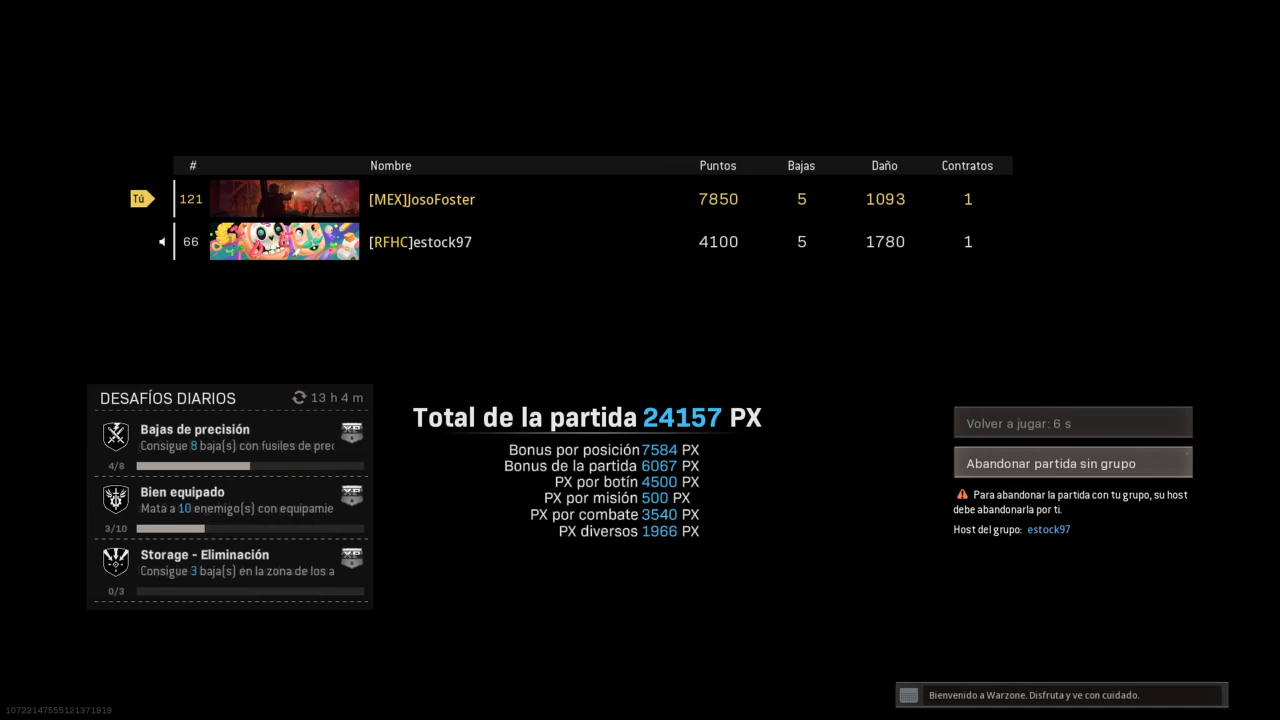 # Nombre Puntos Bajas Daño Contratos
Tú 121 [MEX]JosoFoster 7850 5 1093 1
66 [RFHC]estock97 4100 5 1780 1
DESAFÍOS DIARIOS 13 h 4 m
Bajas de precisión
Consigue 8 baja(s) con fusiles de prec
4/8
Bien equipado
Mata a 10 enemigo(s) con equipamie
3/10
Storage - Eliminación
Consigue 3 baja(s) en la zona de los a
0/3
Total de la partida 24157 PX
Bonus por posición 7584 PX
Bonus de la partida 6067 PX
PX por botín 4500 PX
PX por misión 500 PX
PX por combate 3540 PX
PX diversos 1966 PX
Volver a jugar: 6 s
Abandonar partida sin grupo
Para abandonar la partida con tu grupo, su host
debe abandonarla por ti.
Host del grupo: estock97
Bienvenido a Warzone. Disfruta y ve con cuidado.
10722147555121371919